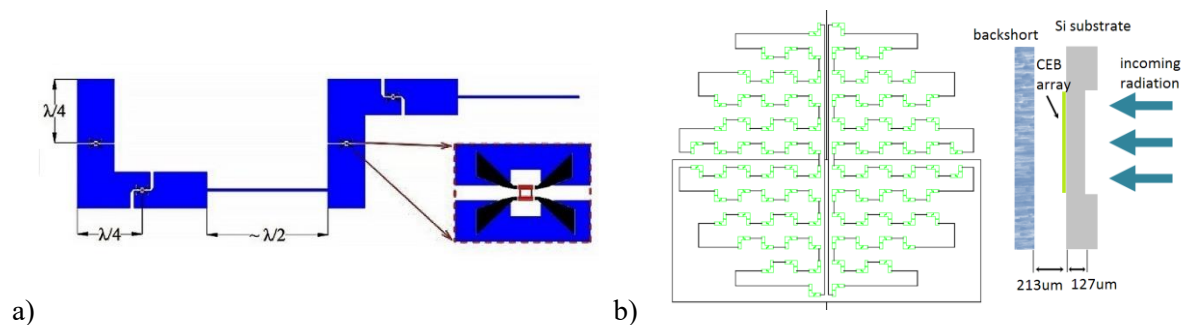 λ/4
λ/4
~ λ/2
a)
b)
Si substrate
backshort
CEB
array
incoming
radiation
213um
127um